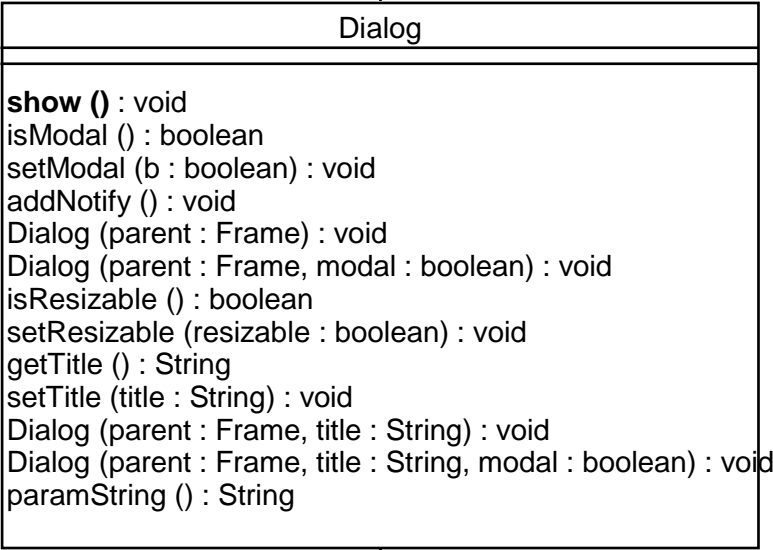 Dialog
show () : void
isModal () : boolean
setModal (b : boolean) : void
addNotify () : void
Dialog (parent : Frame) : void
Dialog (parent : Frame, modal : boolean) : void
isResizable () : boolean
setResizable (resizable : boolean) : void
getTitle () : String
setTitle (title : String) : void
Dialog (parent : Frame, title : String) : void
Dialog (parent : Frame, title : String, modal : boolean) : void
paramString () : String